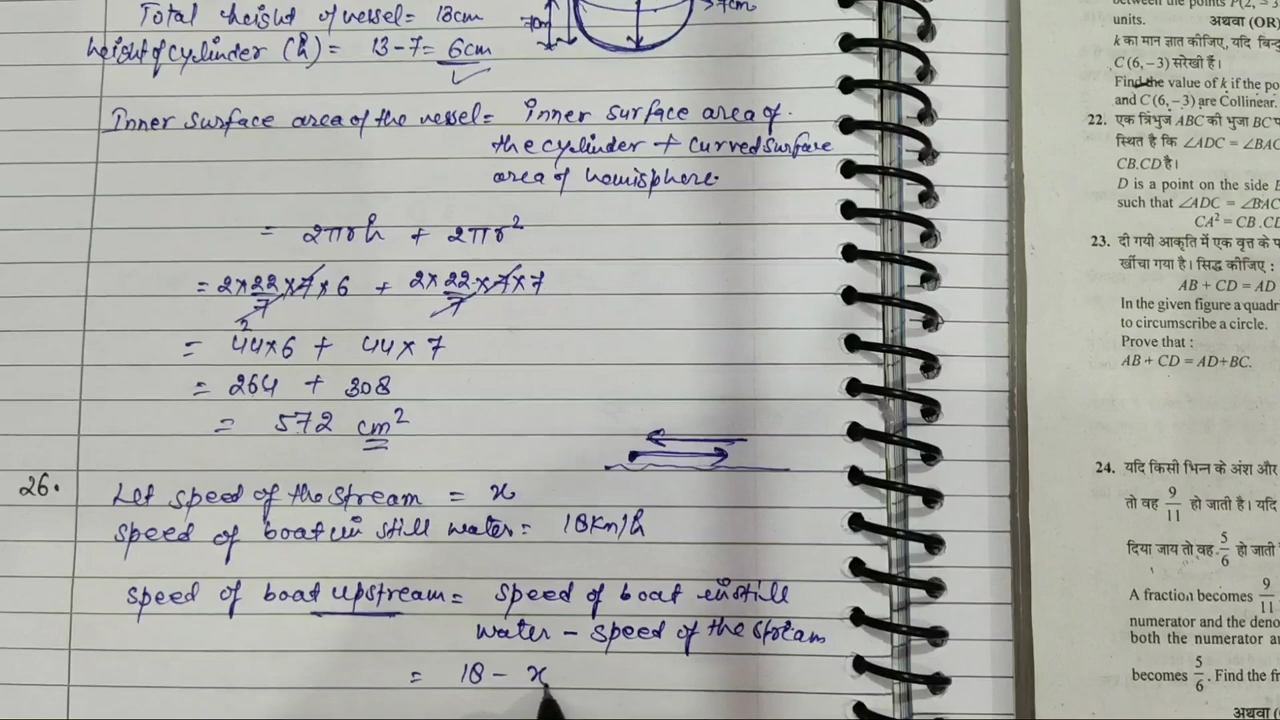 Total height of vessel = 13cm
7cm
7cm
height of cylinder (h) = 13-7= 6cm
Inner surface area of the vessel = inner surface area of
the cylinder + curved surface
area of hemisphere.
= 2πrh + 2πr²
= 2×22/7×7×6 + 2×22/7×7×7
2
= 44×6 + 44×7
= 264 + 308
= 572 cm²
26.
Let speed of the stream = x
speed of boat in still water = 18Km/h
speed of boat upstream = speed of boat in still
water - speed of the stream
= 18 - x
units.
अथवा (OR)
k का मान ज्ञात कीजिए, यदि
C (6, –3) संरेखी हैं।
Find the value of k if the po
and C (6, –3) are Collinear.
22. एक त्रिभुज ABC की भुजा BC
स्थित है कि ∠ADC = ∠BAC
CB.CD है।
D is a point on the side
such that ∠ADC = ∠BAC
CA² = CB.CD
23. दी गयी आकृति में एक वृत्त के
खींचा गया है। सिद्ध कीजिए :
AB + CD = AD
In the given figure a quadr
to circumscribe a circle.
Prove that :
AB + CD = AD+BC.
24. यदि किसी भिन्न के अंश और
तो वह 9/11 हो जाती है। यदि
दिया जाय तो वह 5/6 हो जाती
A fraction becomes 9/11
numerator and the deno
both the numerator a
becomes 5/6. Find the fr
अथवा